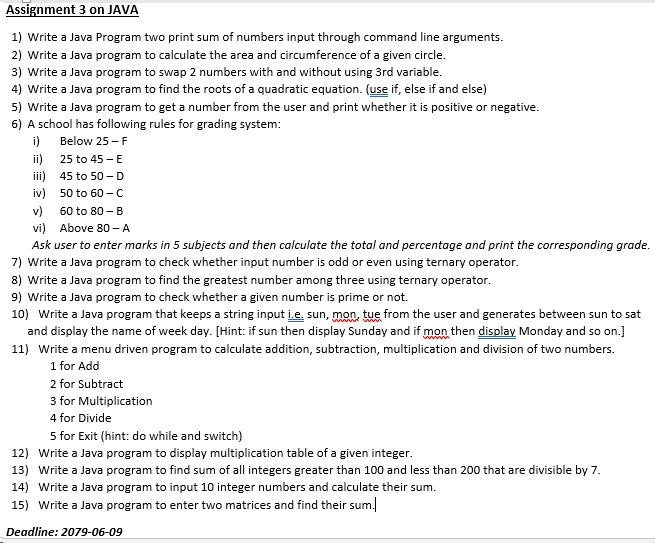 Assignment 3 on JAVA
1) Write a Java Program two print sum of numbers input through command line arguments.
2) Write a Java program to calculate the area and circumference of a given circle.
3) Write a Java program to swap 2 numbers with and without using 3rd variable.
4) Write a Java program to find the roots of a quadratic equation. (use if, else if and else)
5) Write a Java program to get a number from the user and print whether it is positive or negative.
6) A school has following rules for grading system:
i) Below 25 – F
ii) 25 to 45 – E
iii) 45 to 50 – D
iv) 50 to 60 – C
v) 60 to 80 – B
vi) Above 80 – A
Ask user to enter marks in 5 subjects and then calculate the total and percentage and print the corresponding grade.
7) Write a Java program to check whether input number is odd or even using ternary operator.
8) Write a Java program to find the greatest number among three using ternary operator.
9) Write a Java program to check whether a given number is prime or not.
10) Write a Java program that keeps a string input i.e. sun, mon, tue from the user and generates between sun to sat
and display the name of week day. [Hint: if sun then display Sunday and if mon then display Monday and so on.]
11) Write a menu driven program to calculate addition, subtraction, multiplication and division of two numbers.
1 for Add
2 for Subtract
3 for Multiplication
4 for Divide
5 for Exit (hint: do while and switch)
12) Write a Java program to display multiplication table of a given integer.
13) Write a Java program to find sum of all integers greater than 100 and less than 200 that are divisible by 7.
14) Write a Java program to input 10 integer numbers and calculate their sum.
15) Write a Java program to enter two matrices and find their sum.
Deadline: 2079-06-09